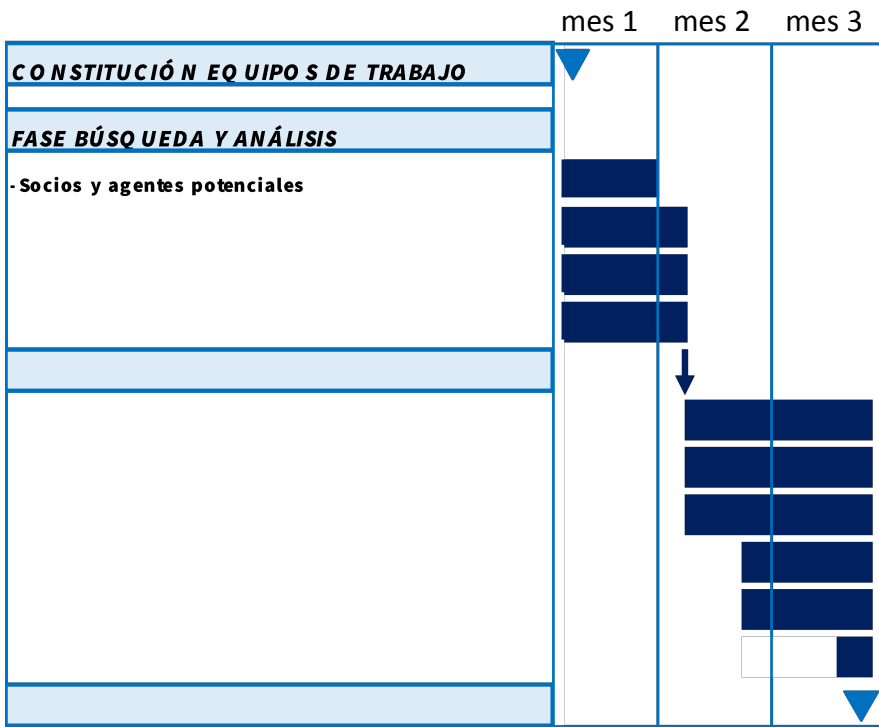 mes 1 mes 2 mes 3
CONSTITUCIÓN EQUIPOS DE TRABAJO
FASE BÚSQUEDA Y ANÁLISIS
- Socios y agentes potenciales